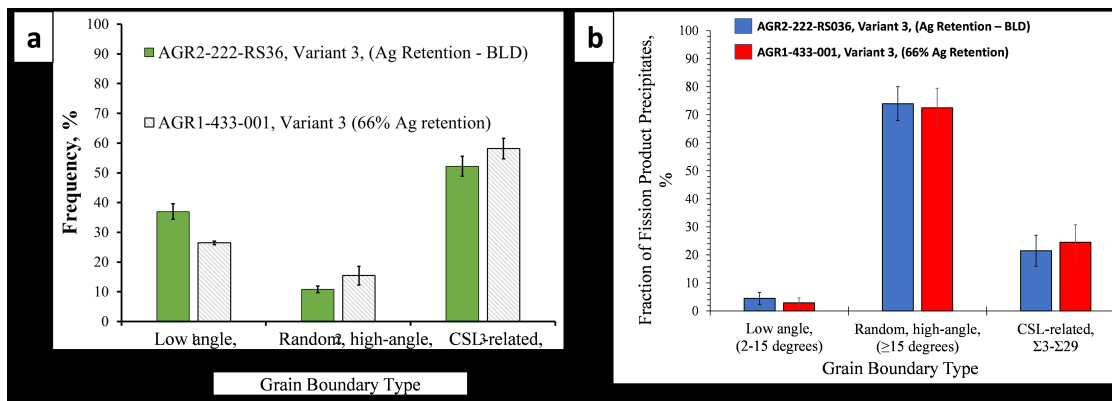 a
AGR2-222-RS36, Variant 3, (Ag Retention - BLD)
AGR1-433-001, Variant 3 (66% Ag retention)
Frequency, %
100
90
80
70
60
50
40
30
20
10
0
1
2
3
Low angle,
Random, high-angle,
CSL-related,
Grain Boundary Type
b
AGR2-222-RS036, Variant 3, (Ag Retention – BLD)
AGR1-433-001, Variant 3, (66% Ag Retention)
Fraction of Fission Product Precipitates,
%
100
90
80
70
60
50
40
30
20
10
0
Low angle,
(2-15 degrees)
Random, high-angle,
(≥15 degrees)
CSL-related,
Σ3-Σ29
Grain Boundary Type